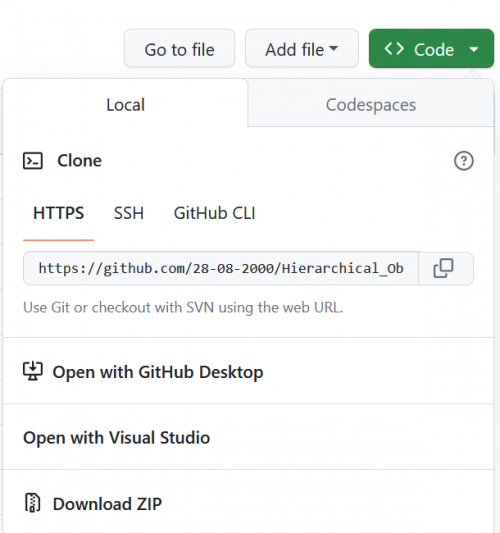 Go to file Add file Code
Local Codespaces
Clone
HTTPS SSH GitHub CLI
https://github.com/28-08-2000/Hierarchical_Ob
Use Git or checkout with SVN using the web URL.
Open with GitHub Desktop
Open with Visual Studio
Download ZIP